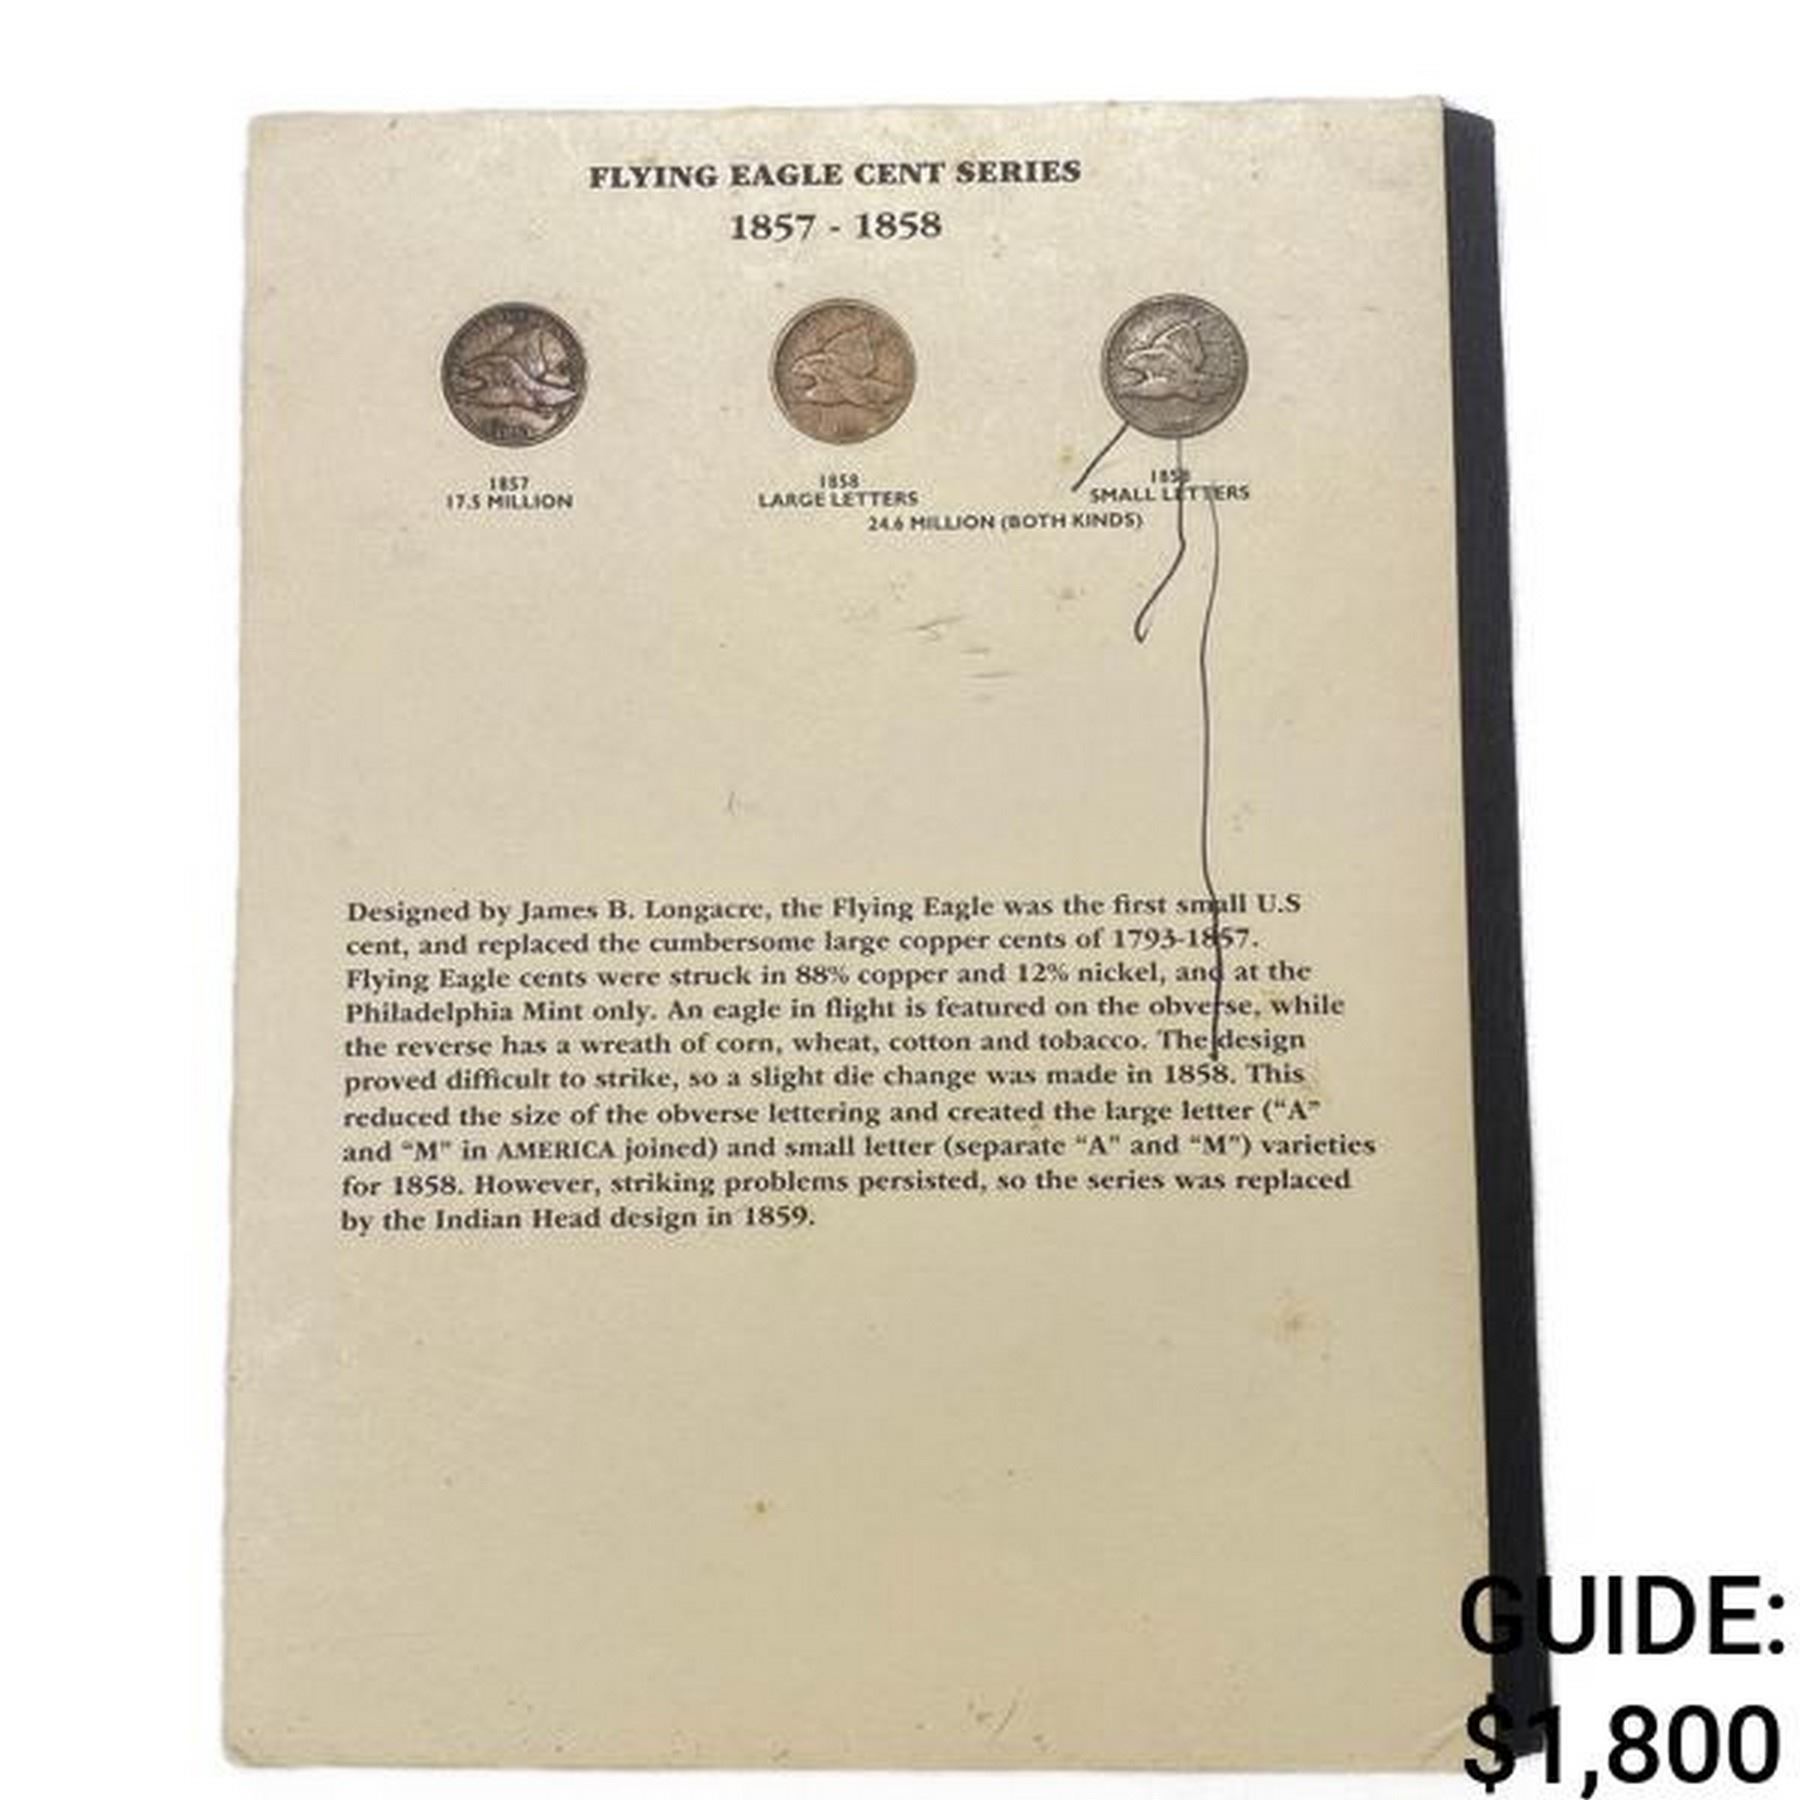 FLYING EAGLE CENT SERIES
1857 - 1858
1857
17.5 MILLION
1858
LARGE LETTERS
1858
SMALL LETTERS
24.6 MILLION (BOTH KINDS)
Designed by James B. Longacre, the Flying Eagle was the first small U.S
cent, and replaced the cumbersome large copper cents of 1793-1857.
Flying Eagle cents were struck in 88% copper and 12% nickel, and at the
Philadelphia Mint only. An eagle in flight is featured on the obverse, while
the reverse has a wreath of corn, wheat, cotton and tobacco. The design
proved difficult to strike, so a slight die change was made in 1858. This
reduced the size of the obverse lettering and created the large letter (“A”
and “M” in AMERICA joined) and small letter (separate “A” and “M”) varieties
for 1858. However, striking problems persisted, so the series was replaced
by the Indian Head design in 1859.
GUIDE:
$1,800